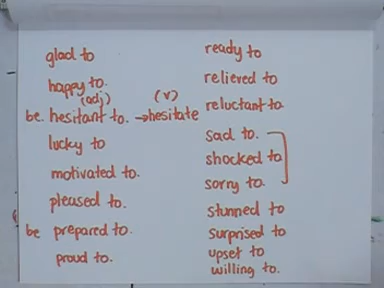 glad to
happy to.
(adj) (v)
be. hesitant to. → hesitate
lucky to
motivated to.
pleased to.
be prepared to.
proud to.
ready to
relieved to
reluctant to
sad to.
shocked to
sorry to.
stunned to
surprised to
upset to
willing to.